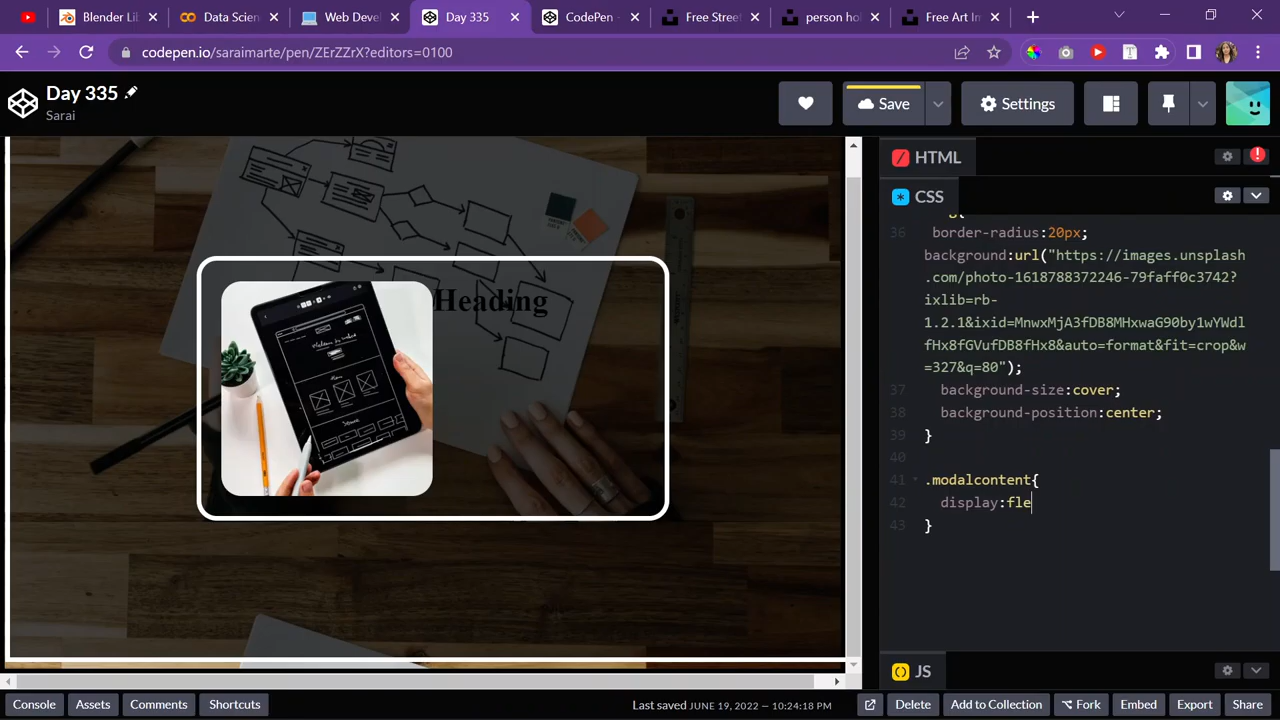 Blender Lil
Data Scien
Web Devel
Day 335
CodePen -
Free Street
person hol
Free Art In
codepen.io/saraimarte/pen/ZErZZrX?editors=0100
Day 335
Sarai
Save
Settings
HTML
CSS
36
border-radius:20px;
background:url("https://images.unsplash
.com/photo-1618788372246-79faff0c3742?
ixlib=rb-
1.2.1&ixid=MnwxMjA3fDB8MHxwaG90by1wYWdl
fHx8fGVufDB8fHx8&auto=format&fit=crop&w
=327&q=80");
37 background-size:cover;
38 background-position:center;
39 }
40
41 .modalcontent{
42 display:fle
43 }
Heading
JS
Console
Assets
Comments
Shortcuts
Last saved JUNE 19, 2022 — 10:24:18 PM
Delete
Add to Collection
Fork
Embed
Export
Share